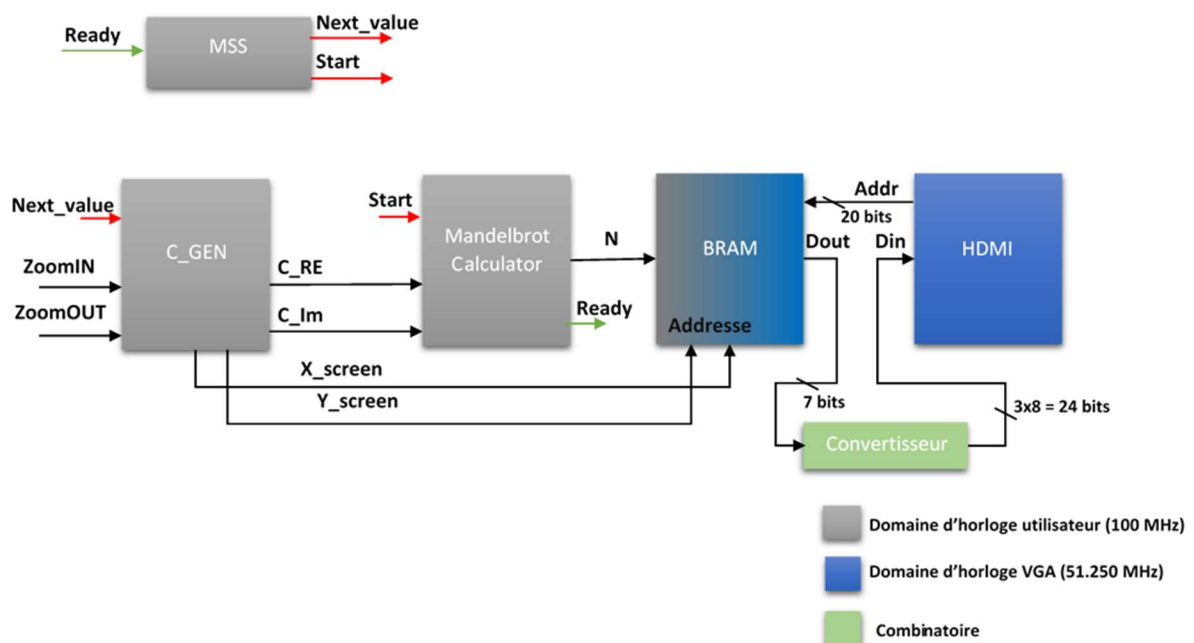 Ready
MSS
Next_value
Start
Next_value
ZoomIN
ZoomOUT
C_GEN
C_RE
C_Im
X_screen
Y_screen
Start
Mandelbrot
Calculator
N
Ready
BRAM
Addresse
Addr
20 bits
Dout
Din
HDMI
7 bits
3x8 = 24 bits
Convertisseur
Domaine d'horloge utilisateur (100 MHz)
Domaine d'horloge VGA (51.250 MHz)
Combinatoire